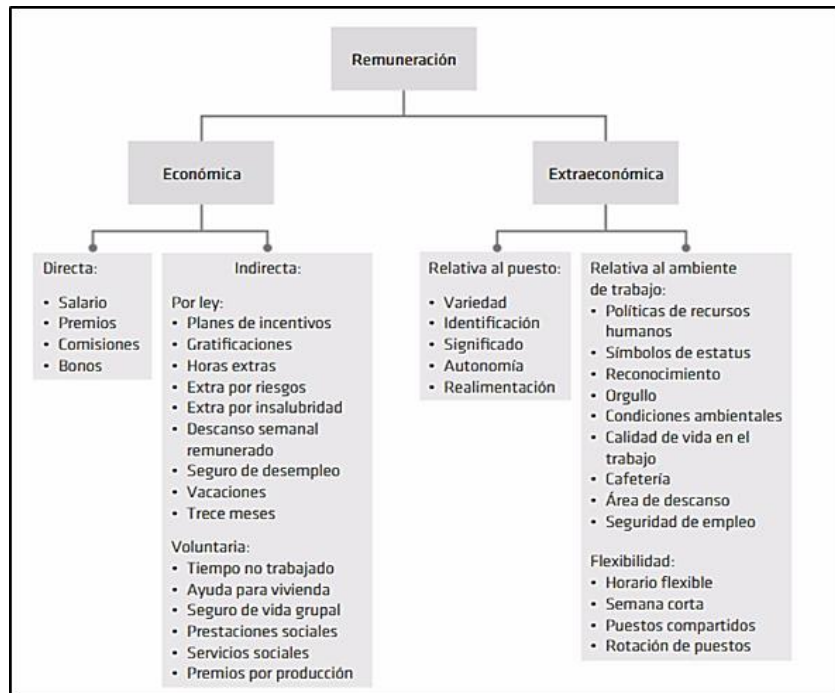 Remuneración
Económica
Extraeconómica
Directa:
• Salario
• Premios
• Comisiones
• Bonos
Indirecta:
Por ley:
• Planes de incentivos
• Gratificaciones
• Horas extras
• Extra por riesgos
• Extra por insalubridad
• Descanso semanal
remunerado
• Seguro de desempleo
• Vacaciones
• Trece meses
Voluntaria:
• Tiempo no trabajado
• Ayuda para vivienda
• Seguro de vida grupal
• Prestaciones sociales
• Servicios sociales
• Premios por producción
Relativa al puesto:
• Variedad
• Identificación
• Significado
• Autonomía
• Realimentación
Relativa al ambiente
de trabajo:
• Políticas de recursos
humanos
• Símbolos de estatus
• Reconocimiento
• Orgullo
• Condiciones ambientales
• Calidad de vida en el
trabajo
• Cafetería
• Área de descanso
• Seguridad de empleo
Flexibilidad:
• Horario flexible
• Semana corta
• Puestos compartidos
• Rotación de puestos